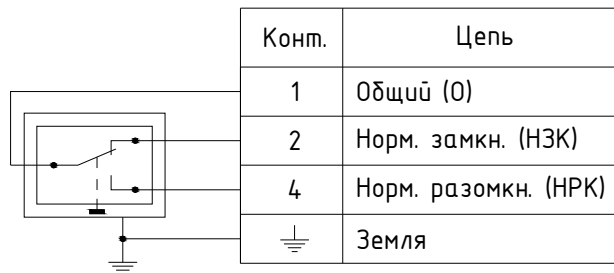 Конт. Цепь
1 Общий (О)
2 Норм. замкн. (НЗК)
4 Норм. разомкн. (НРК)
Земля